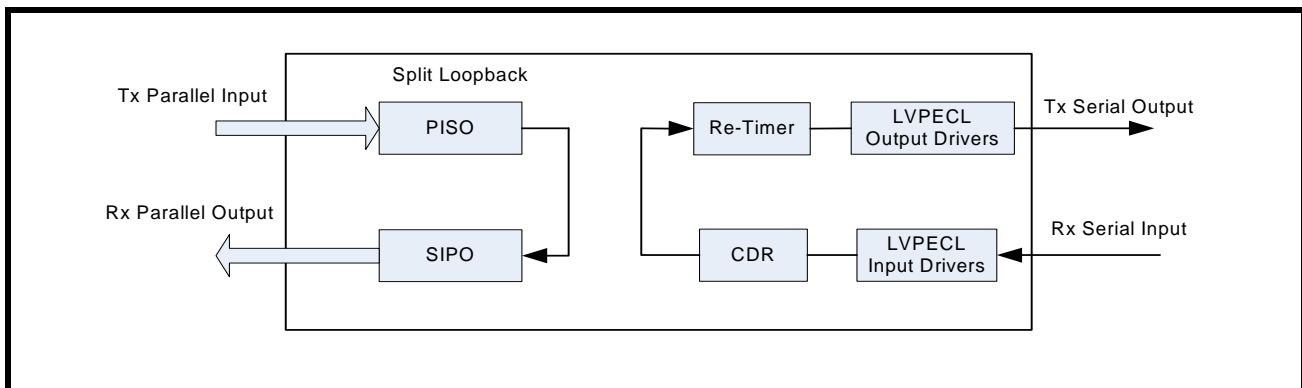 Split Loopback
Tx Parallel Input
PISO
Re-Timer
LVPECL
Output Drivers
Tx Serial Output
Rx Parallel Output
SIPO
CDR
LVPECL
Input Drivers
Rx Serial Input